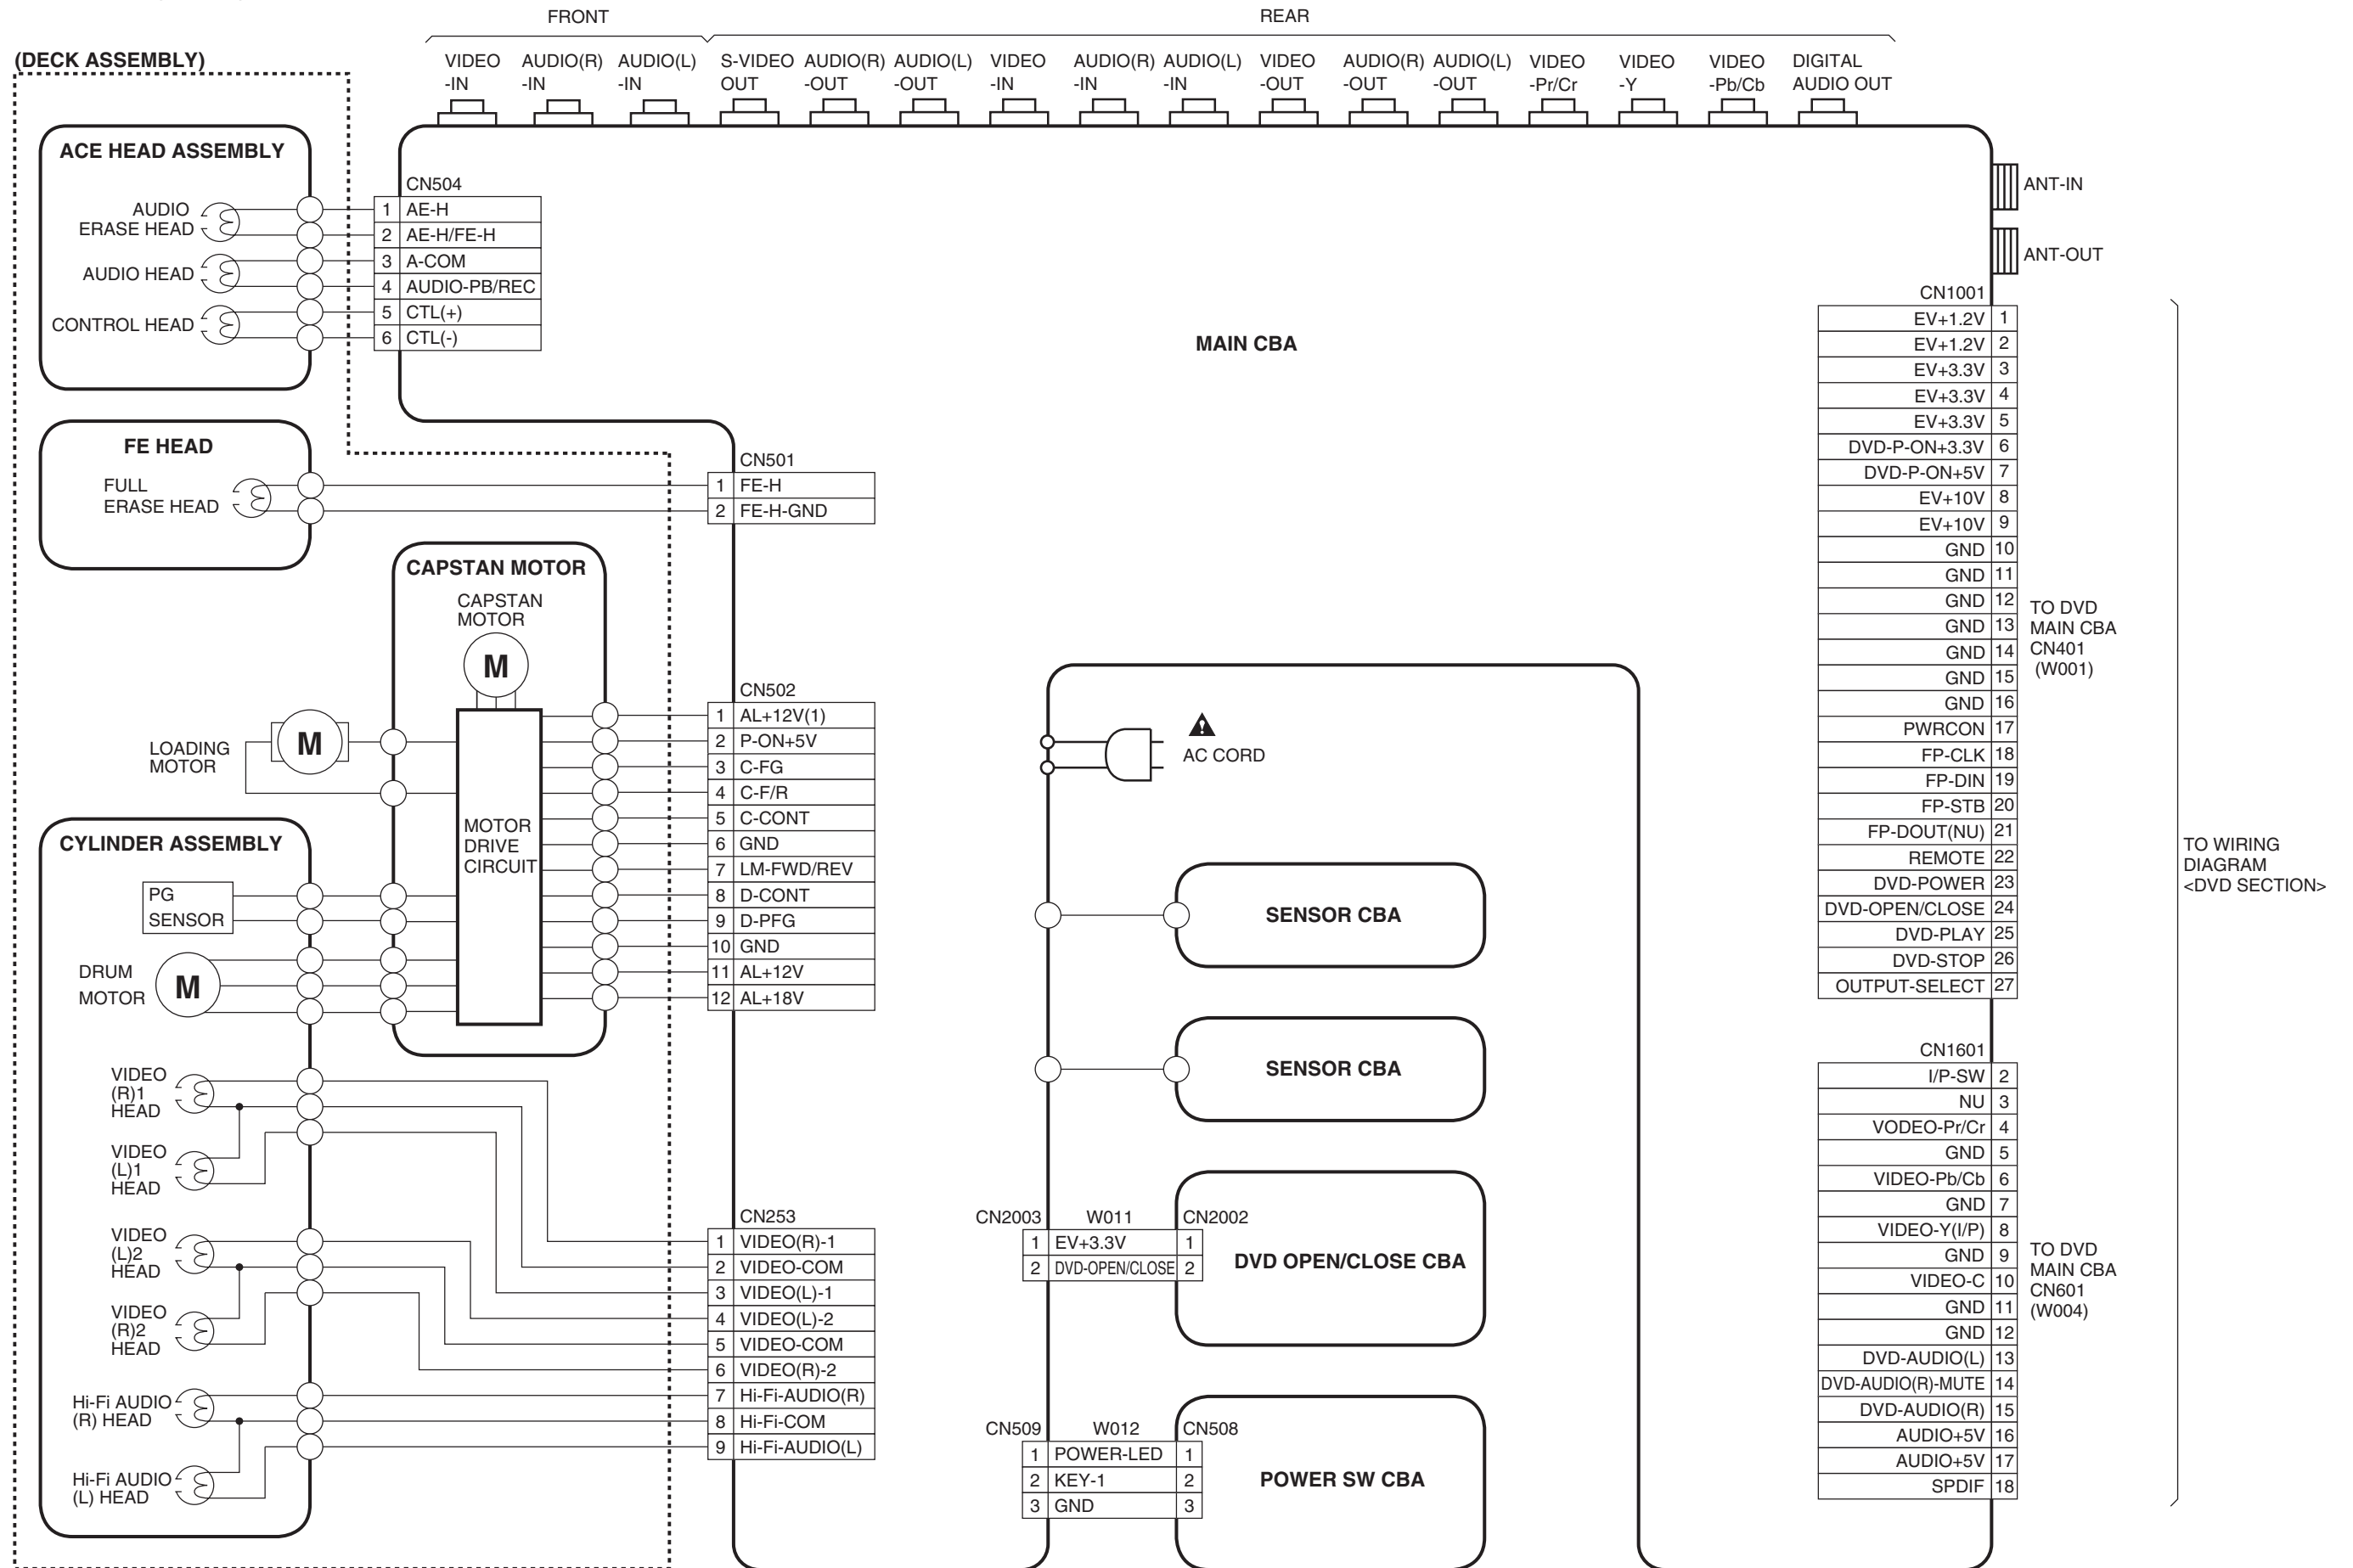 FRONT
REAR
(DECK ASSEMBLY)
VIDEO
-IN
AUDIO(R)
-IN
AUDIO(L)
-IN
S-VIDEO
OUT
AUDIO(R)
-OUT
AUDIO(L)
-OUT
VIDEO
-IN
AUDIO(R)
-IN
AUDIO(L)
-IN
VIDEO
-OUT
AUDIO(R)
-OUT
AUDIO(L)
-OUT
VIDEO
-Pr/Cr
VIDEO
-Y
VIDEO
-Pb/Cb
DIGITAL
AUDIO OUT
ACE HEAD ASSEMBLY
AUDIO
ERASE HEAD
AUDIO HEAD
CONTROL HEAD
CN504
1 AE-H
2 AE-H/FE-H
3 A-COM
4 AUDIO-PB/REC
5 CTL(+)
6 CTL(-)
MAIN CBA
ANT-IN
ANT-OUT
FE HEAD
FULL
ERASE HEAD
CN501
1 FE-H
2 FE-H-GND
CAPSTAN MOTOR
CAPSTAN
MOTOR
M
LOADING
MOTOR
M
MOTOR
DRIVE
CIRCUIT
CN502
1 AL+12V(1)
2 P-ON+5V
3 C-FG
4 C-F/R
5 C-CONT
6 GND
7 LM-FWD/REV
8 D-CONT
9 D-PFG
10 GND
11 AL+12V
12 AL+18V
CYLINDER ASSEMBLY
PG
SENSOR
DRUM
MOTOR
M
VIDEO
(R)1
HEAD
VIDEO
(L)1
HEAD
VIDEO
(L)2
HEAD
VIDEO
(R)2
HEAD
Hi-Fi AUDIO
(R) HEAD
Hi-Fi AUDIO
(L) HEAD
CN253
1 VIDEO(R)-1
2 VIDEO-COM
3 VIDEO(L)-1
4 VIDEO(L)-2
5 VIDEO-COM
6 VIDEO(R)-2
7 Hi-Fi-AUDIO(R)
8 Hi-Fi-COM
9 Hi-Fi-AUDIO(L)
AC CORD
SENSOR CBA
SENSOR CBA
CN2003 W011 CN2002
1 EV+3.3V 1
2 DVD-OPEN/CLOSE 2
DVD OPEN/CLOSE CBA
CN509 W012 CN508
1 POWER-LED 1
2 KEY-1 2
3 GND 3
POWER SW CBA
CN1001
EV+1.2V 1
EV+1.2V 2
EV+3.3V 3
EV+3.3V 4
EV+3.3V 5
DVD-P-ON+3.3V 6
DVD-P-ON+5V 7
EV+10V 8
EV+10V 9
GND 10
GND 11
GND 12
GND 13
GND 14
GND 15
GND 16
PWRCON 17
FP-CLK 18
FP-DIN 19
FP-STB 20
FP-DOUT(NU) 21
REMOTE 22
DVD-POWER 23
DVD-OPEN/CLOSE 24
DVD-PLAY 25
DVD-STOP 26
OUTPUT-SELECT 27
TO DVD
MAIN CBA
CN401
(W001)
CN1601
I/P-SW 2
NU 3
VODEO-Pr/Cr 4
GND 5
VIDEO-Pb/Cb 6
GND 7
VIDEO-Y(I/P) 8
GND 9
VIDEO-C 10
GND 11
GND 12
DVD-AUDIO(L) 13
DVD-AUDIO(R)-MUTE 14
DVD-AUDIO(R) 15
AUDIO+5V 16
AUDIO+5V 17
SPDIF 18
TO DVD
MAIN CBA
CN601
(W004)
TO WIRING
DIAGRAM
<DVD SECTION>